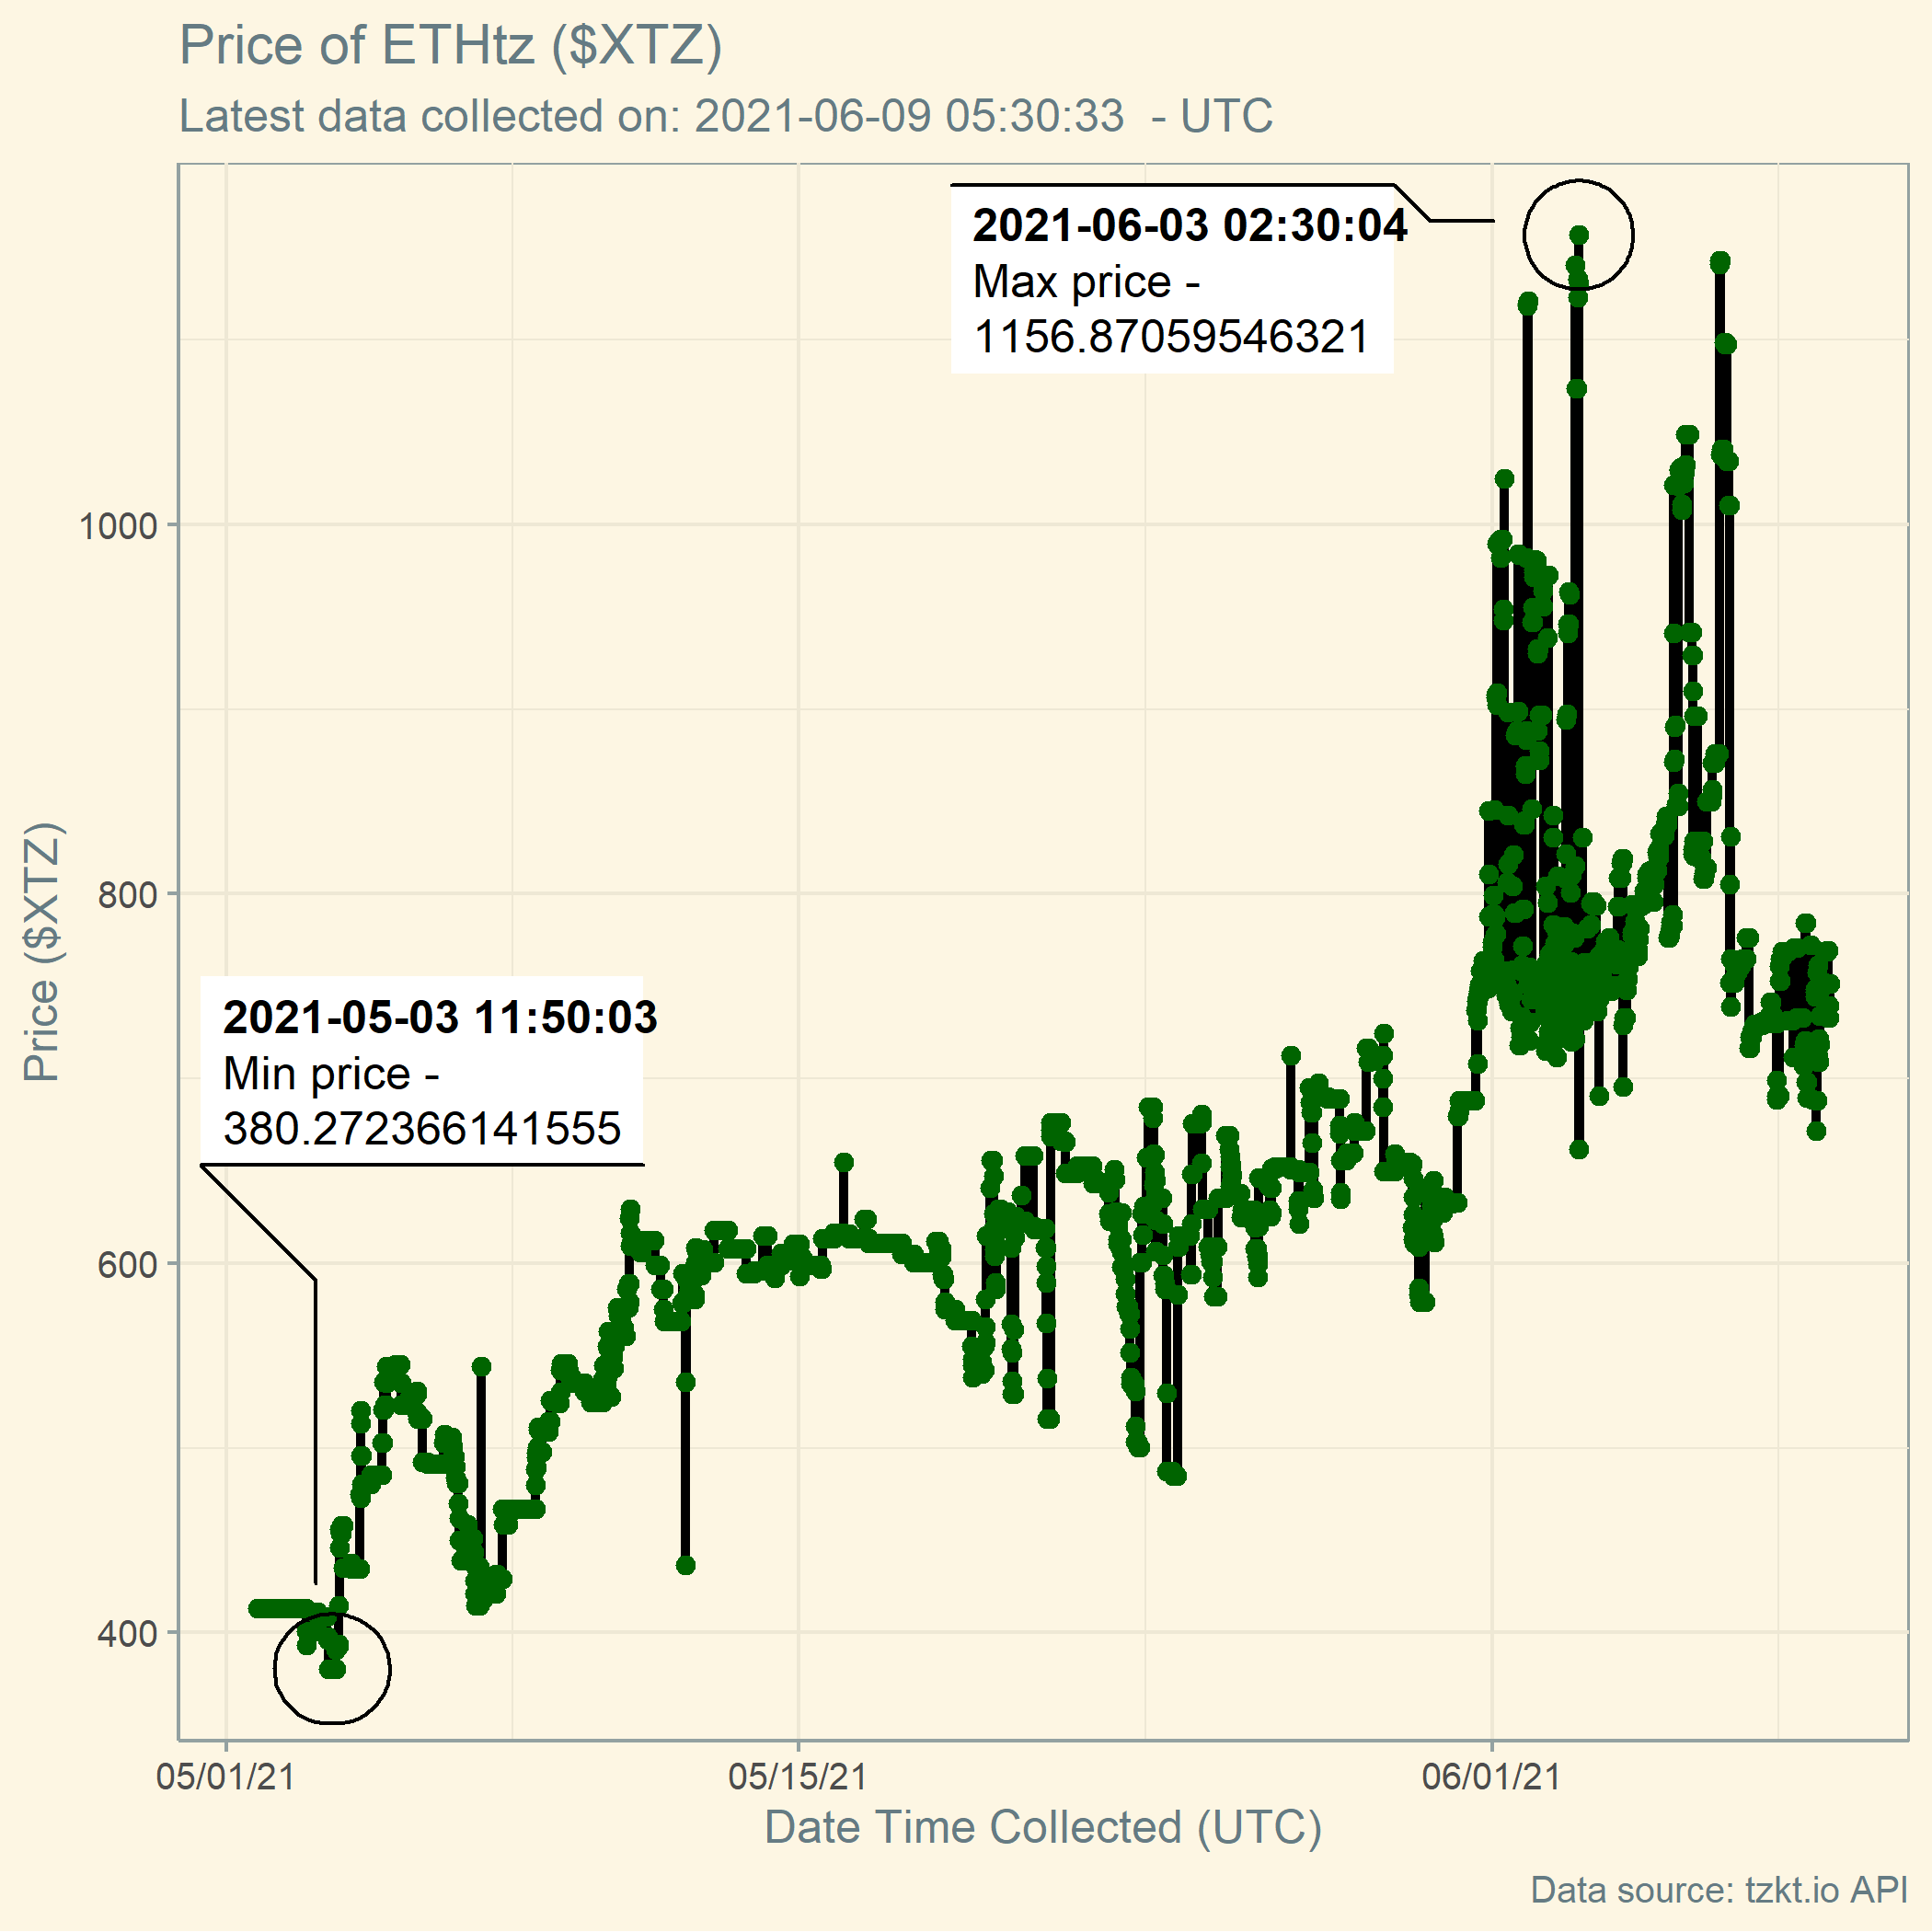 Price of ETHtz ($XTZ)
Latest data collected on: 2021-06-09 05:30:33  - UTC
2021-06-03 02:30:04
Max price -
1156.87059546321
1000
800
600
400
Price ($XTZ)
2021-05-03 11:50:03
Min price -
380.272366141555
05/01/21
05/15/21
06/01/21
Date Time Collected (UTC)
Data source: tzkt.io API